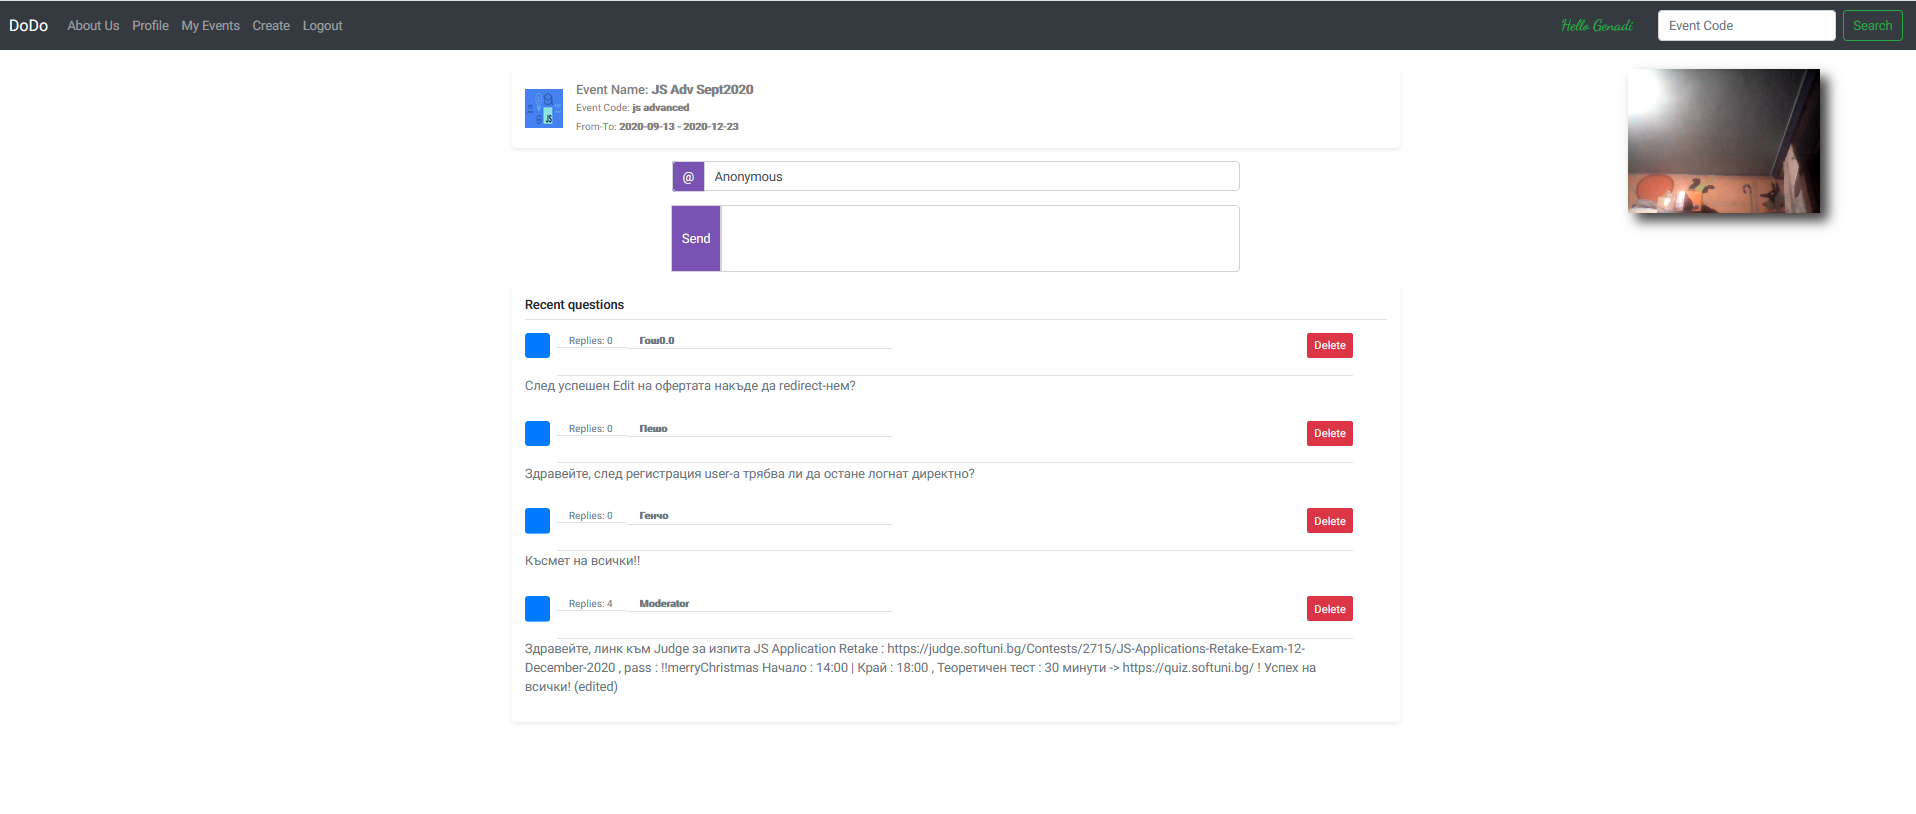 DoDo About Us Profile My Events Create Logout Hello Genadi Event Code Search
Event Name: JS Adv Sept2020
Event Code: js advanced
From-To: 2020-09-13 - 2020-12-23
JS
@ Anonymous
Send
Recent questions
Replies: 0 Гош0.0 Delete
След успешен Edit на офертата накъде да redirect-нем?
Replies: 0 Пешо Delete
Здравейте, след регистрация user-a трябва ли да остане логнат директно?
Replies: 0 Генчо Delete
Късмет на всички!!
Replies: 4 Moderator Delete
Здравейте, линк към Judge за изпита JS Application Retake : https://judge.softuni.bg/Contests/2715/JS-Applications-Retake-Exam-12-
December-2020 , pass : !!merryChristmas Начало : 14:00 | Край : 18:00 , Теоретичен тест : 30 минути -> https://quiz.softuni.bg/ ! Успех на
всички! (edited)